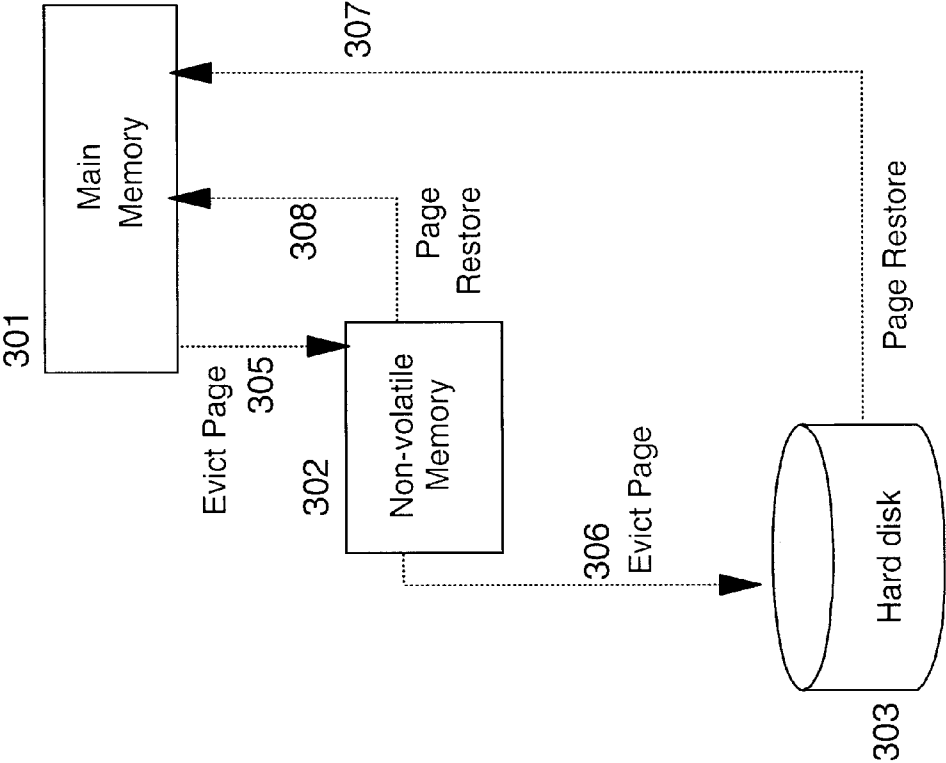 301
Main
Memory
307
308
Page
Restore
Evict Page
305
302
Non-volatile
Memory
306
Evict Page
Page Restore
Hard disk
303